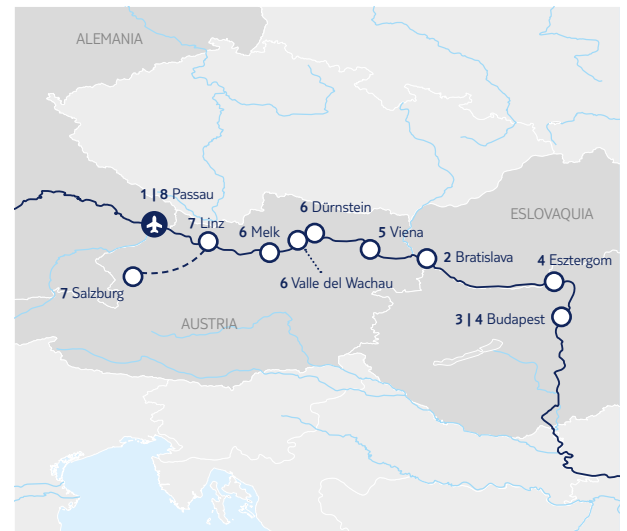 ALEMANIA
1 | 8 Passau
6 Dürnstein
7 Linz
6 Melk
5 Viena
ESLOVAQUIA
2 Bratislava
4 Esztergom
7 Salzburg
6 Valle del Wachau
3 | 4 Budapest
AUSTRIA